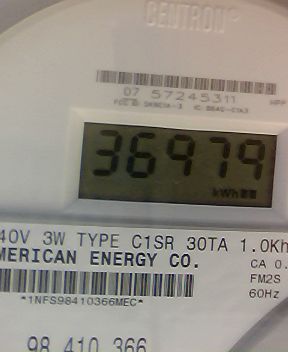 CENTRON®
07 57245311
36979
kWh
40V 3W TYPE C1SR 30TA 1.0Kh
MERICAN ENERGY CO.
CA 0.
FM2S
*1NFS98410366MEC*
60Hz
98 410 366